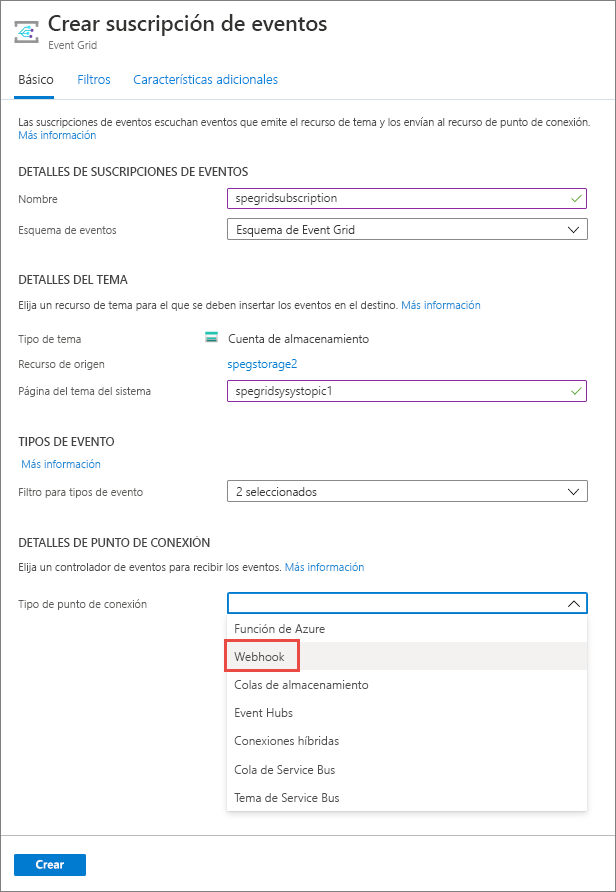 Crear suscripción de eventos
Event Grid
Básico Filtros Características adicionales
Las suscripciones de eventos escuchan eventos que emite el recurso de tema y los envían al recurso de punto de conexión.
Más información
DETALLES DE SUSCRIPCIONES DE EVENTOS
Nombre spegridsubscription
Esquema de eventos Esquema de Event Grid
DETALLES DEL TEMA
Elija un recurso de tema para el que se deben insertar los eventos en el destino. Más información
Tipo de tema Cuenta de almacenamiento
Recurso de origen spegstorage2
Página del tema del sistema spegridsysystopic1
TIPOS DE EVENTO
Más información
Filtro para tipos de evento 2 seleccionados
DETALLES DE PUNTO DE CONEXIÓN
Elija un controlador de eventos para recibir los eventos. Más información
Tipo de punto de conexión
Función de Azure
Webhook
Colas de almacenamiento
Event Hubs
Conexiones híbridas
Cola de Service Bus
Tema de Service Bus
Crear